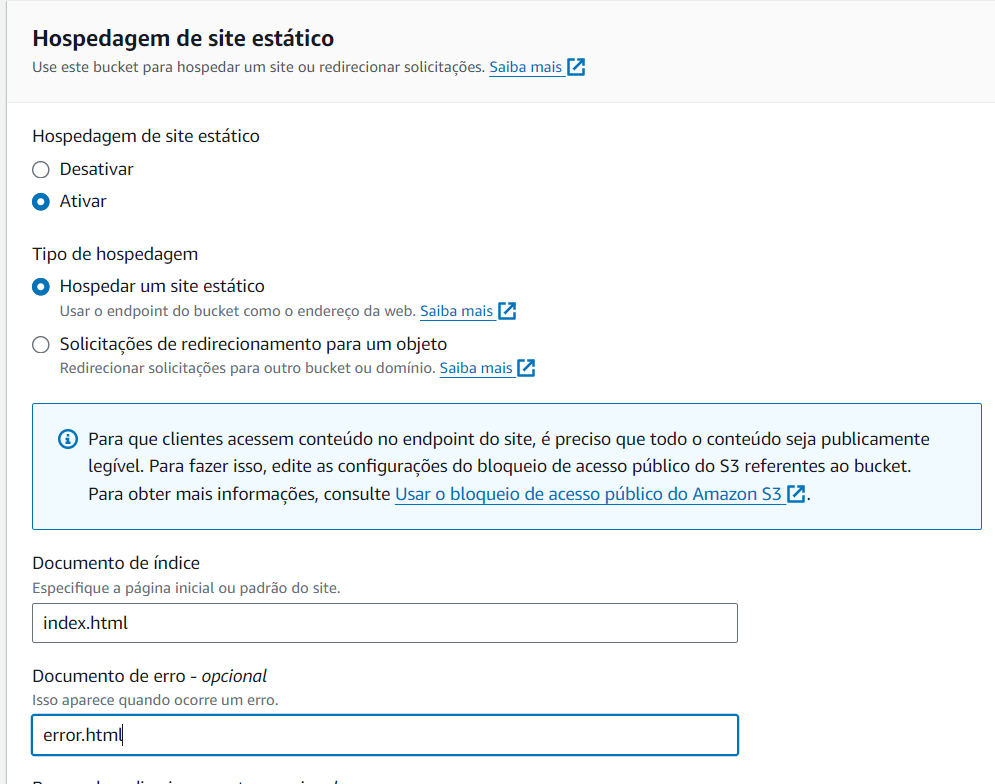 Hospedagem de site estático
Use este bucket para hospedar um site ou redirecionar solicitações. Saiba mais
Hospedagem de site estático
Desativar
Ativar
Tipo de hospedagem
Hospedar um site estático
Usar o endpoint do bucket como o endereço da web. Saiba mais
Solicitações de redirecionamento para um objeto
Redirecionar solicitações para outro bucket ou domínio. Saiba mais
Para que clientes acessem conteúdo no endpoint do site, é preciso que todo o conteúdo seja publicamente
legível. Para fazer isso, edite as configurações do bloqueio de acesso público do S3 referentes ao bucket.
Para obter mais informações, consulte Usar o bloqueio de acesso público do Amazon S3.
Documento de índice
Especifique a página inicial ou padrão do site.
index.html
Documento de erro - opcional
Isso aparece quando ocorre um erro.
error.html